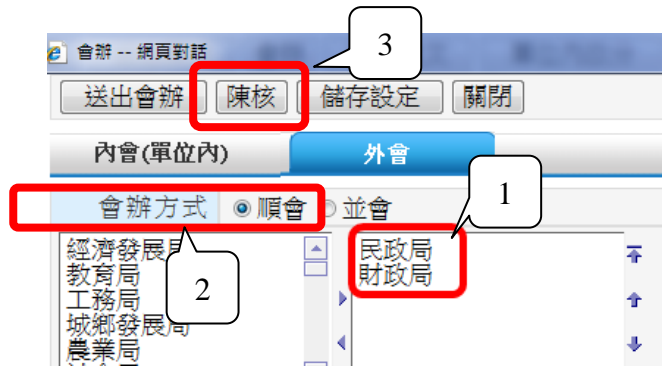 3
會辦 -- 網頁對話
送出會辦 陳核 儲存設定 關閉
內會(單位內) 外會
1
會辦方式 順會 並會
經濟發展局
教育局
工務局
城鄉發展局
農業局
2
民政局
財政局